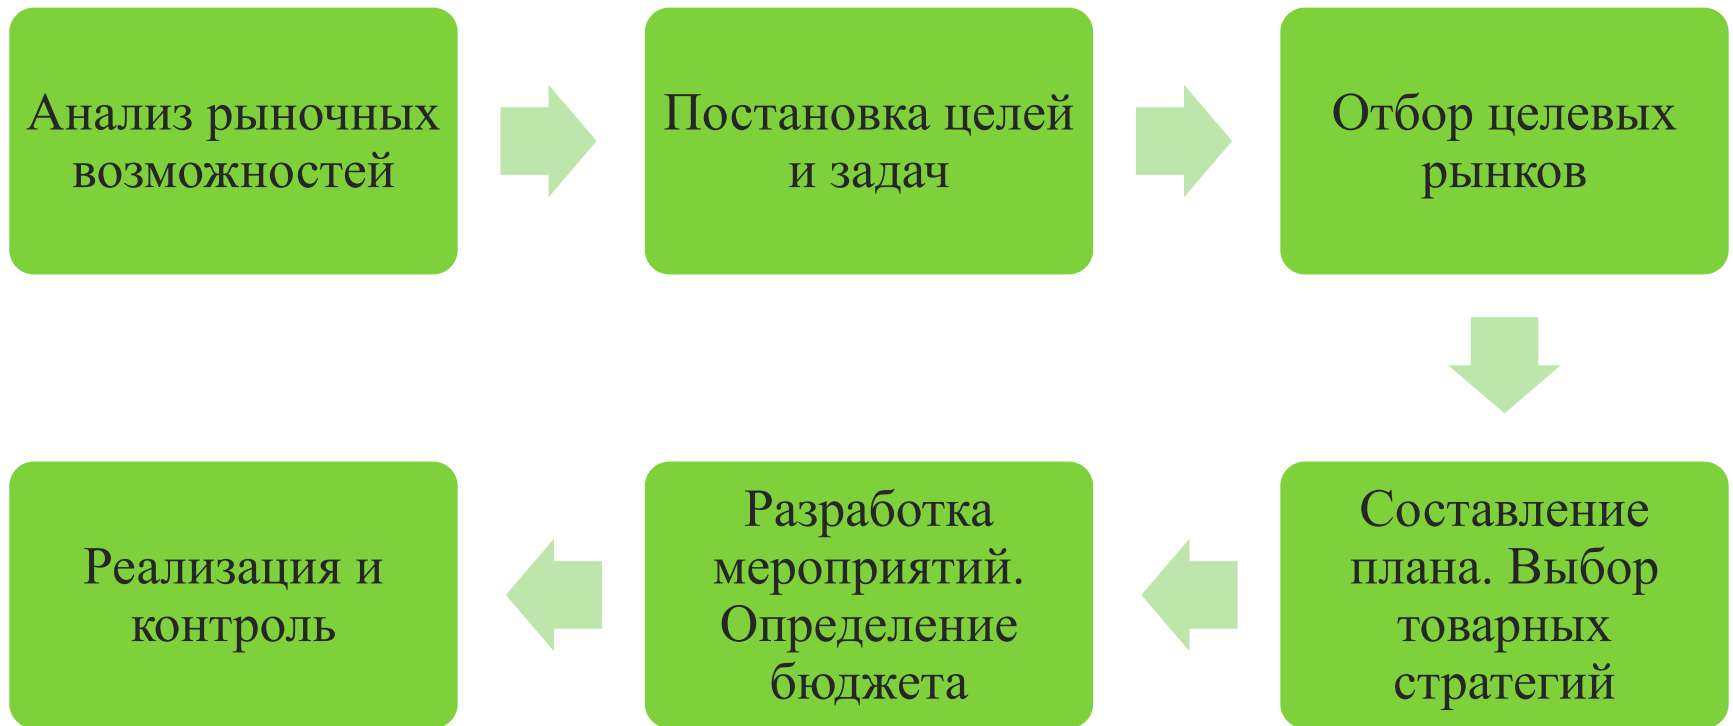 Анализ рыночных
возможностей
Постановка целей
и задач
Отбор целевых
рынков
Составление
плана. Выбор
товарных
стратегий
Разработка
мероприятий.
Определение
бюджета
Реализация и
контроль